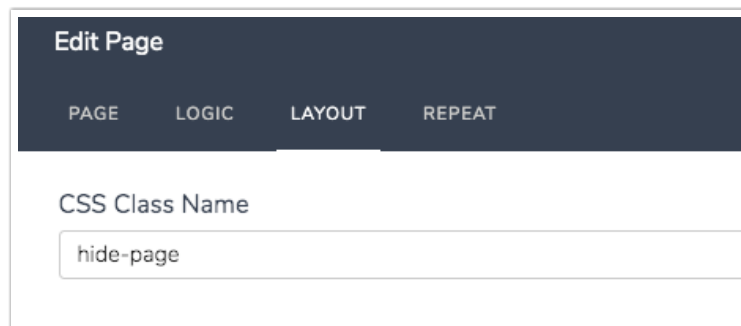 Edit Page
PAGE LOGIC LAYOUT REPEAT
CSS Class Name
hide-page